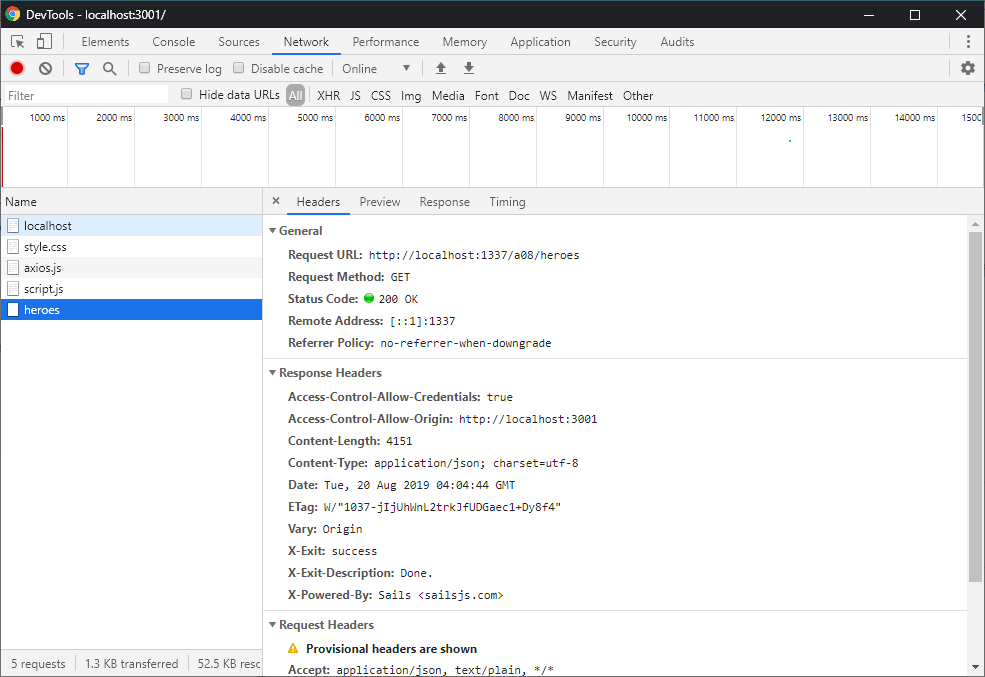 DevTools - localhost:3001/
Elements Console Sources Network Performance Memory Application Security Audits
Preserve log Disable cache Online
Filter Hide data URLs All XHR JS CSS Img Media Font Doc WS Manifest Other
1000 ms 2000 ms 3000 ms 4000 ms 5000 ms 6000 ms 7000 ms 8000 ms 9000 ms 10000 ms 11000 ms 12000 ms 13000 ms 14000 ms 1500
Name
localhost
style.css
axios.js
script.js
heroes
5 requests 1.3 KB transferred 52.5 KB resc
Headers Preview Response Timing
General
Request URL: http://localhost:1337/a08/heroes
Request Method: GET
Status Code: 200 OK
Remote Address: [::1]:1337
Referrer Policy: no-referrer-when-downgrade
Response Headers
Access-Control-Allow-Credentials: true
Access-Control-Allow-Origin: http://localhost:3001
Content-Length: 4151
Content-Type: application/json; charset=utf-8
Date: Tue, 20 Aug 2019 04:04:44 GMT
ETag: W/"1037-jIjUhWnL2trkJfUDGaec1+Dy8f4"
Vary: Origin
X-Exit: success
X-Exit-Description: Done.
X-Powered-By: Sails <sailsjs.com>
Request Headers
Provisional headers are shown
Accept: application/json, text/plain, */*